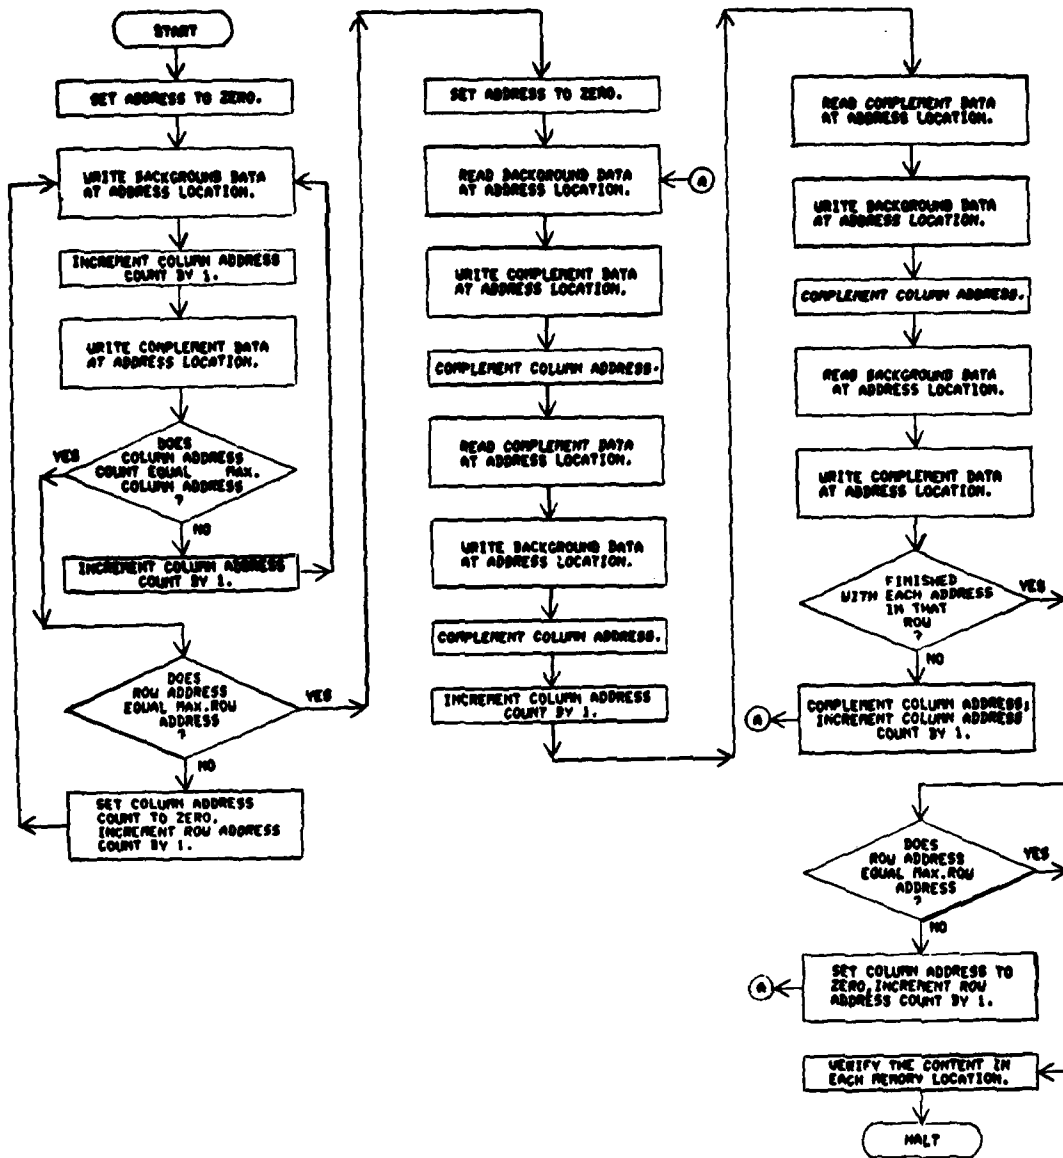 START
SET ADDRESS TO ZERO.
WRITE BACKGROUND DATA
AT ADDRESS LOCATION.
INCREMENT COLUMN ADDRESS
COUNT BY 1.
WRITE COMPLEMENT DATA
AT ADDRESS LOCATION.
DOES
COLUMN ADDRESS
COUNT EQUAL MAX.
COLUMN ADDRESS
?
YES
NO
INCREMENT COLUMN ADDRESS
COUNT BY 1.
DOES
ROW ADDRESS
EQUAL MAX.ROW
ADDRESS
?
YES
NO
SET COLUMN ADDRESS
COUNT TO ZERO.
INCREMENT ROW ADDRESS
COUNT BY 1.
SET ADDRESS TO ZERO.
READ BACKGROUND DATA
AT ADDRESS LOCATION.
A
WRITE COMPLEMENT DATA
AT ADDRESS LOCATION.
COMPLEMENT COLUMN ADDRESS.
READ COMPLEMENT DATA
AT ADDRESS LOCATION.
WRITE BACKGROUND DATA
AT ADDRESS LOCATION.
COMPLEMENT COLUMN ADDRESS.
INCREMENT COLUMN ADDRESS
COUNT BY 1.
READ COMPLEMENT DATA
AT ADDRESS LOCATION.
WRITE BACKGROUND DATA
AT ADDRESS LOCATION.
COMPLEMENT COLUMN ADDRESS.
READ BACKGROUND DATA
AT ADDRESS LOCATION.
WRITE COMPLEMENT DATA
AT ADDRESS LOCATION.
FINISHED
WITH EACH ADDRESS
IN THAT
ROW
?
YES
NO
A
COMPLEMENT COLUMN ADDRESS;
INCREMENT COLUMN ADDRESS
COUNT BY 1.
DOES
ROW ADDRESS
EQUAL MAX.ROW
ADDRESS
?
YES
NO
A
SET COLUMN ADDRESS TO
ZERO,INCREMENT ROW
ADDRESS COUNT BY 1.
VERIFY THE CONTENT IN
EACH MEMORY LOCATION.
HALT